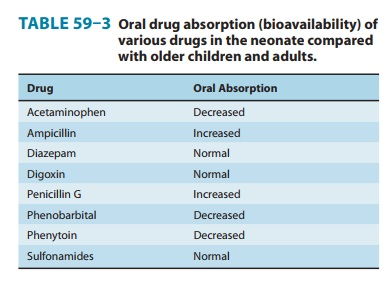 TABLE 59–3 Oral drug absorption (bioavailability) of
various drugs in the neonate compared
with older children and adults.
Drug Oral Absorption
Acetaminophen Decreased
Ampicillin Increased
Diazepam Normal
Digoxin Normal
Penicillin G Increased
Phenobarbital Decreased
Phenytoin Decreased
Sulfonamides Normal